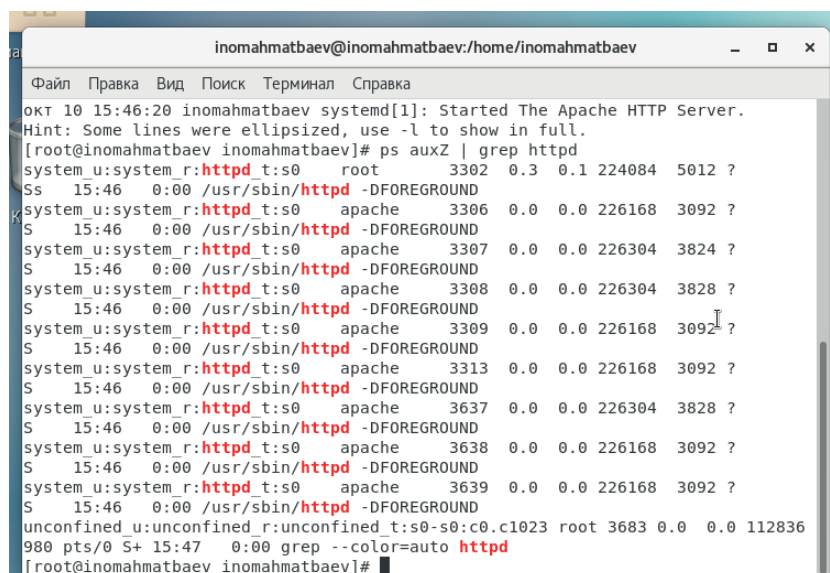 inomahmatbaev@inomahmatbaev:/home/inomahmatbaev
Файл Правка Вид Поиск Терминал Справка
окт 10 15:46:20 inomahmatbaev systemd[1]: Started The Apache HTTP Server.
Hint: Some lines were ellipsized, use -l to show in full.
[root@inomahmatbaev inomahmatbaev]# ps auxZ | grep httpd
system_u:system_r:httpd_t:s0    root       3302  0.3  0.1 224084  5012 ?
Ss   15:46   0:00 /usr/sbin/httpd -DFOREGROUND
system_u:system_r:httpd_t:s0    apache     3306  0.0  0.0 226168  3092 ?
S    15:46   0:00 /usr/sbin/httpd -DFOREGROUND
system_u:system_r:httpd_t:s0    apache     3307  0.0  0.0 226304  3824 ?
S    15:46   0:00 /usr/sbin/httpd -DFOREGROUND
system_u:system_r:httpd_t:s0    apache     3308  0.0  0.0 226304  3828 ?
S    15:46   0:00 /usr/sbin/httpd -DFOREGROUND
system_u:system_r:httpd_t:s0    apache     3309  0.0  0.0 226168  3092 ?
S    15:46   0:00 /usr/sbin/httpd -DFOREGROUND
system_u:system_r:httpd_t:s0    apache     3313  0.0  0.0 226168  3092 ?
S    15:46   0:00 /usr/sbin/httpd -DFOREGROUND
system_u:system_r:httpd_t:s0    apache     3637  0.0  0.0 226304  3828 ?
S    15:46   0:00 /usr/sbin/httpd -DFOREGROUND
system_u:system_r:httpd_t:s0    apache     3638  0.0  0.0 226168  3092 ?
S    15:46   0:00 /usr/sbin/httpd -DFOREGROUND
system_u:system_r:httpd_t:s0    apache     3639  0.0  0.0 226168  3092 ?
S    15:46   0:00 /usr/sbin/httpd -DFOREGROUND
unconfined_u:unconfined_r:unconfined_t:s0-s0:c0.c1023 root 3683 0.0  0.0 112836
980 pts/0 S+ 15:47   0:00 grep --color=auto httpd
[root@inomahmatbaev inomahmatbaev]#